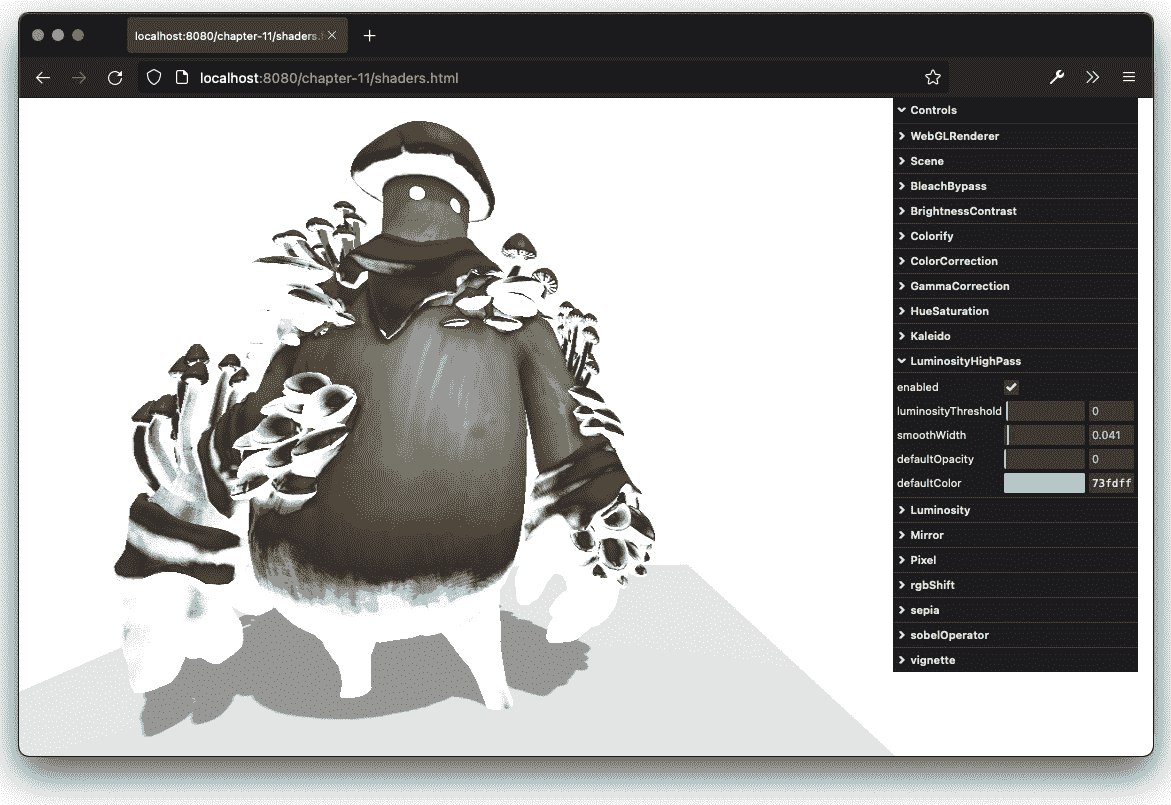 localhost:8080/chapter-11/shaders.
localhost:8080/chapter-11/shaders.html
Controls
WebGLRenderer
Scene
BleachBypass
BrightnessContrast
Colorify
ColorCorrection
GammaCorrection
HueSaturation
Kaleido
LuminosityHighPass
enabled
luminosityThreshold 0
smoothWidth 0.041
defaultOpacity 0
defaultColor 73fdff
Luminosity
Mirror
Pixel
rgbShift
sepia
sobelOperator
vignette